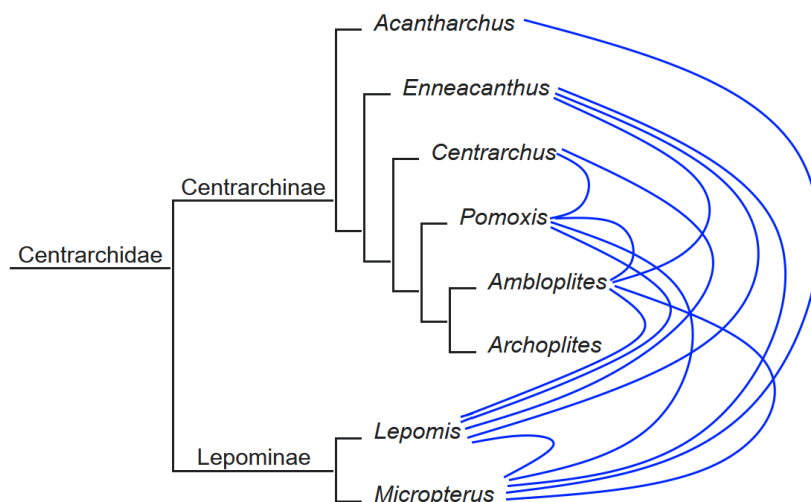 Acantharchus
Enneacanthus
Centrarchus
Centrarchinae
Pomoxis
Centrarchidae
Ambloplites
Archoplites
Lepomis
Lepominae
Micropterus